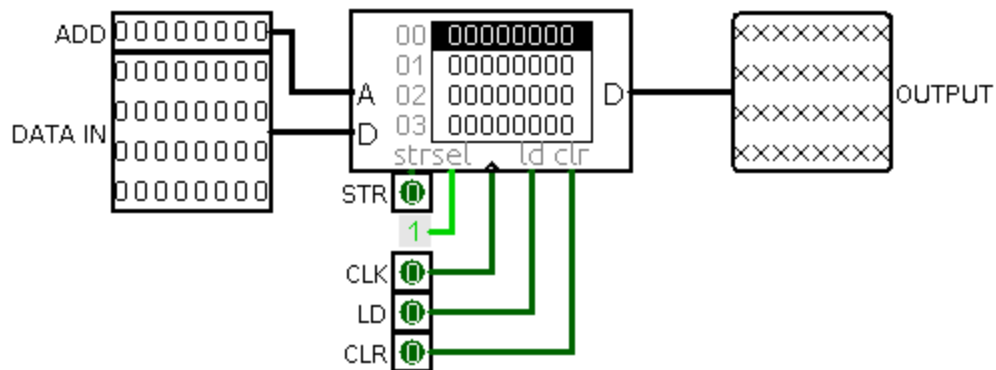 ADD 00000000
DATA IN 00000000
00000000
00000000
00000000
A
D
00 00000000
01 00000000
02 00000000
03 00000000
D
str sel ld clr
XXXXXXXX
XXXXXXXX
XXXXXXXX
XXXXXXXX
OUTPUT
STR 0
1
CLK 0
LD 0
CLR 0